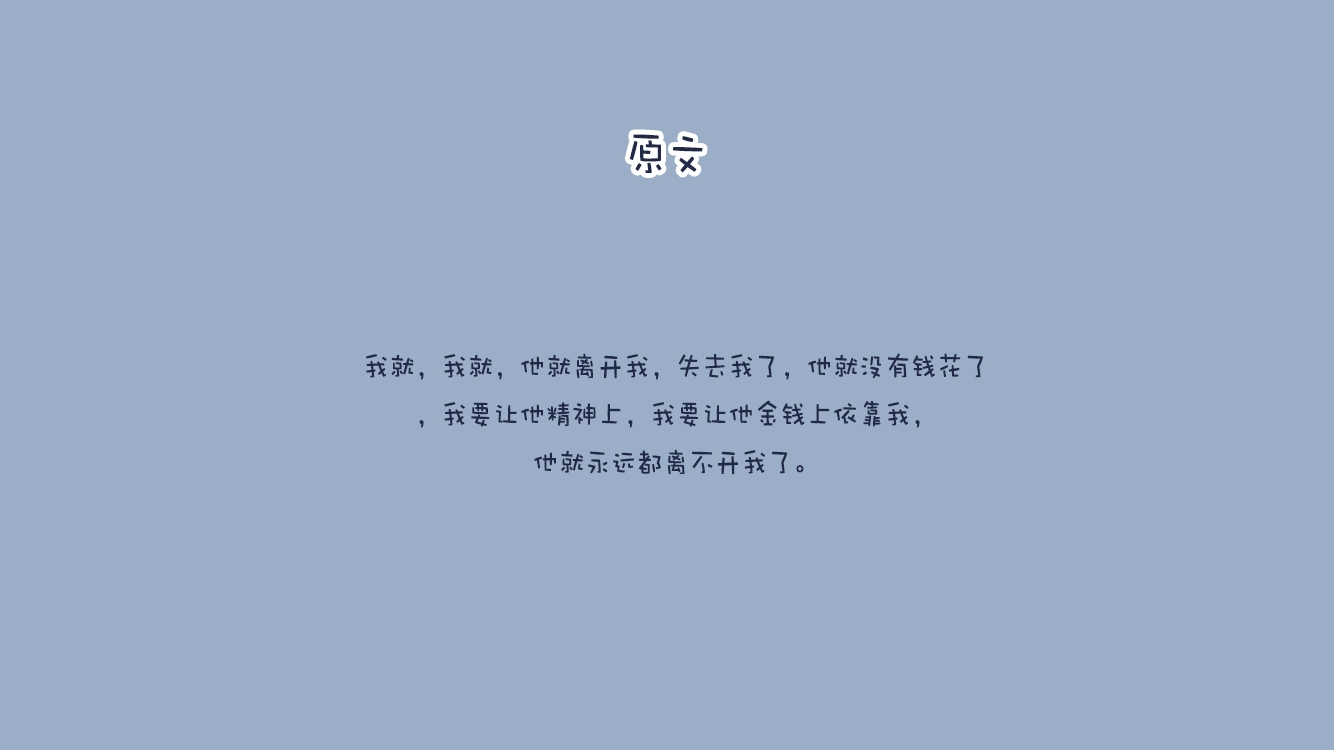 原文
我就，我就，他就离开我，失去我了，他就没有钱花了
，我要让他精神上，我要让他金钱上依靠我，
他就永远都离不开我了。